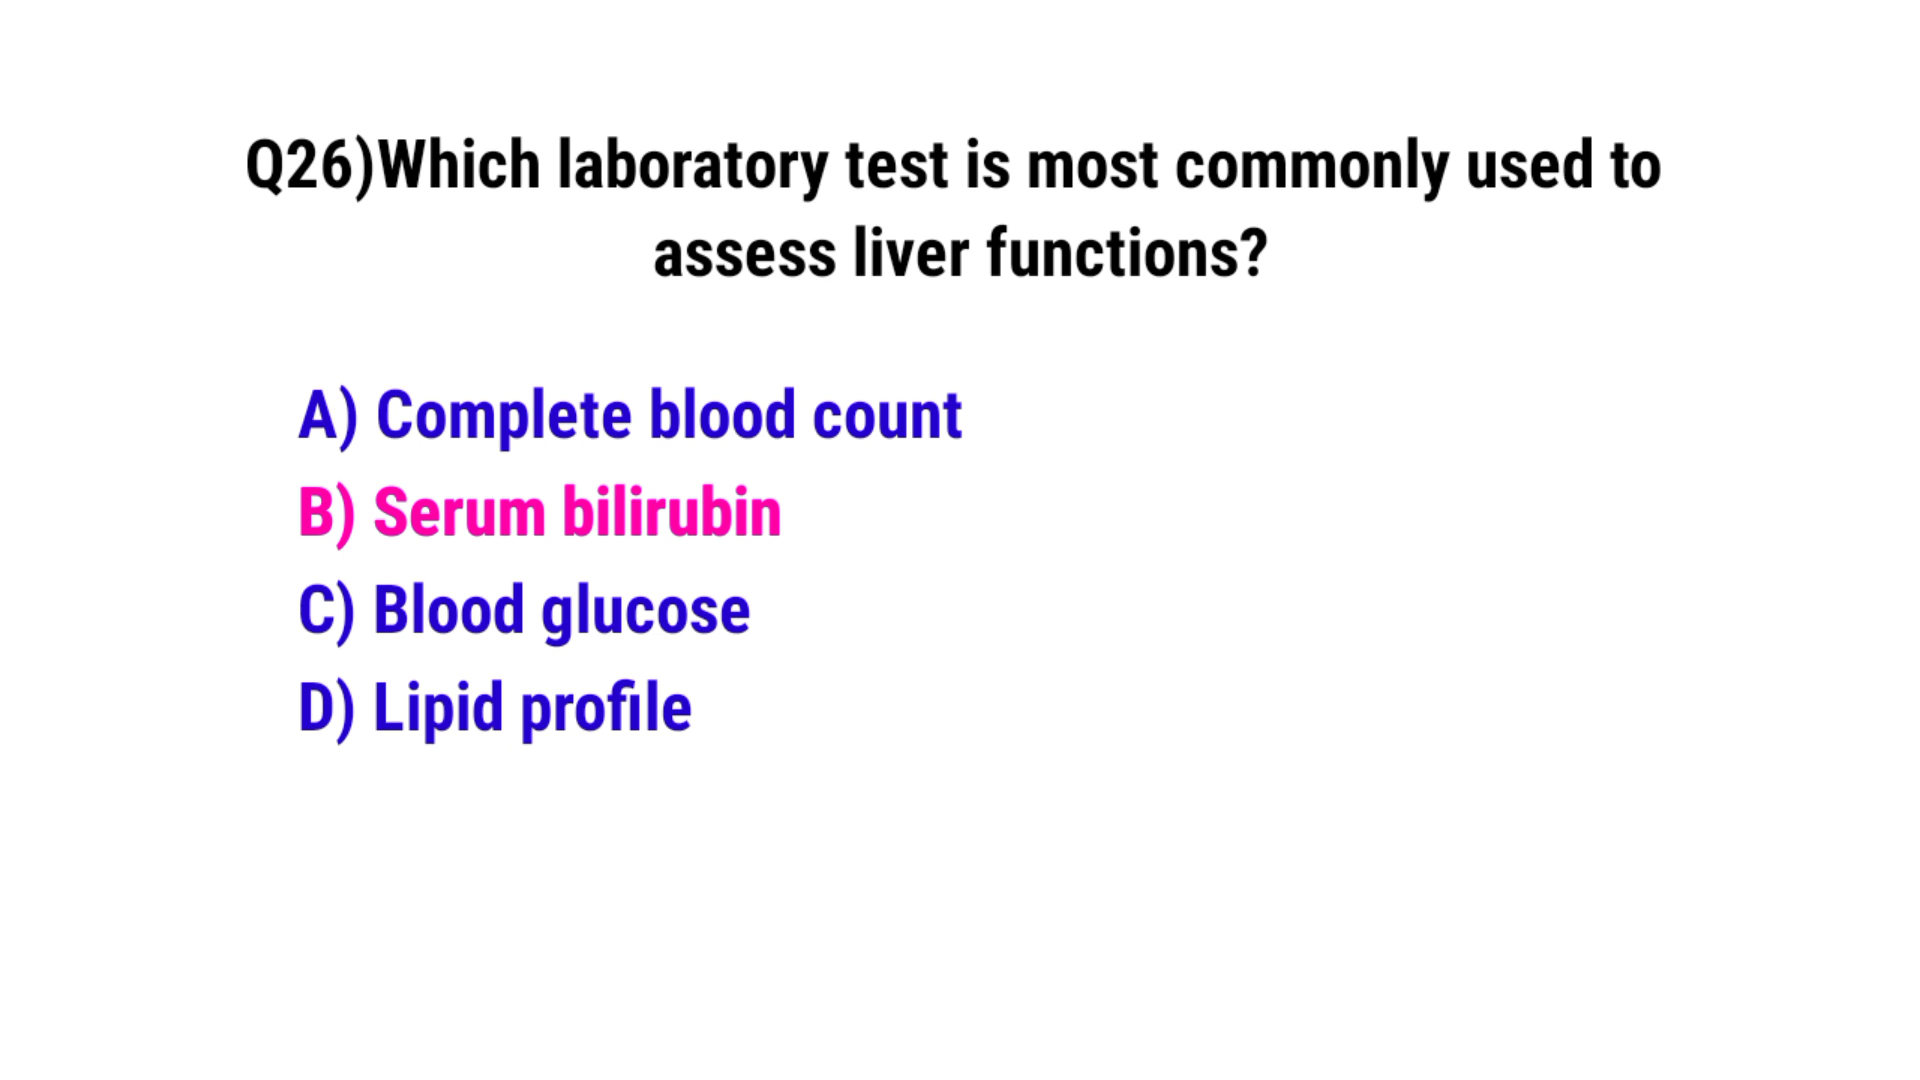 Q26)Which laboratory test is most commonly used to
assess liver functions?
A) Complete blood count
B) Serum bilirubin
C) Blood glucose
D) Lipid profile